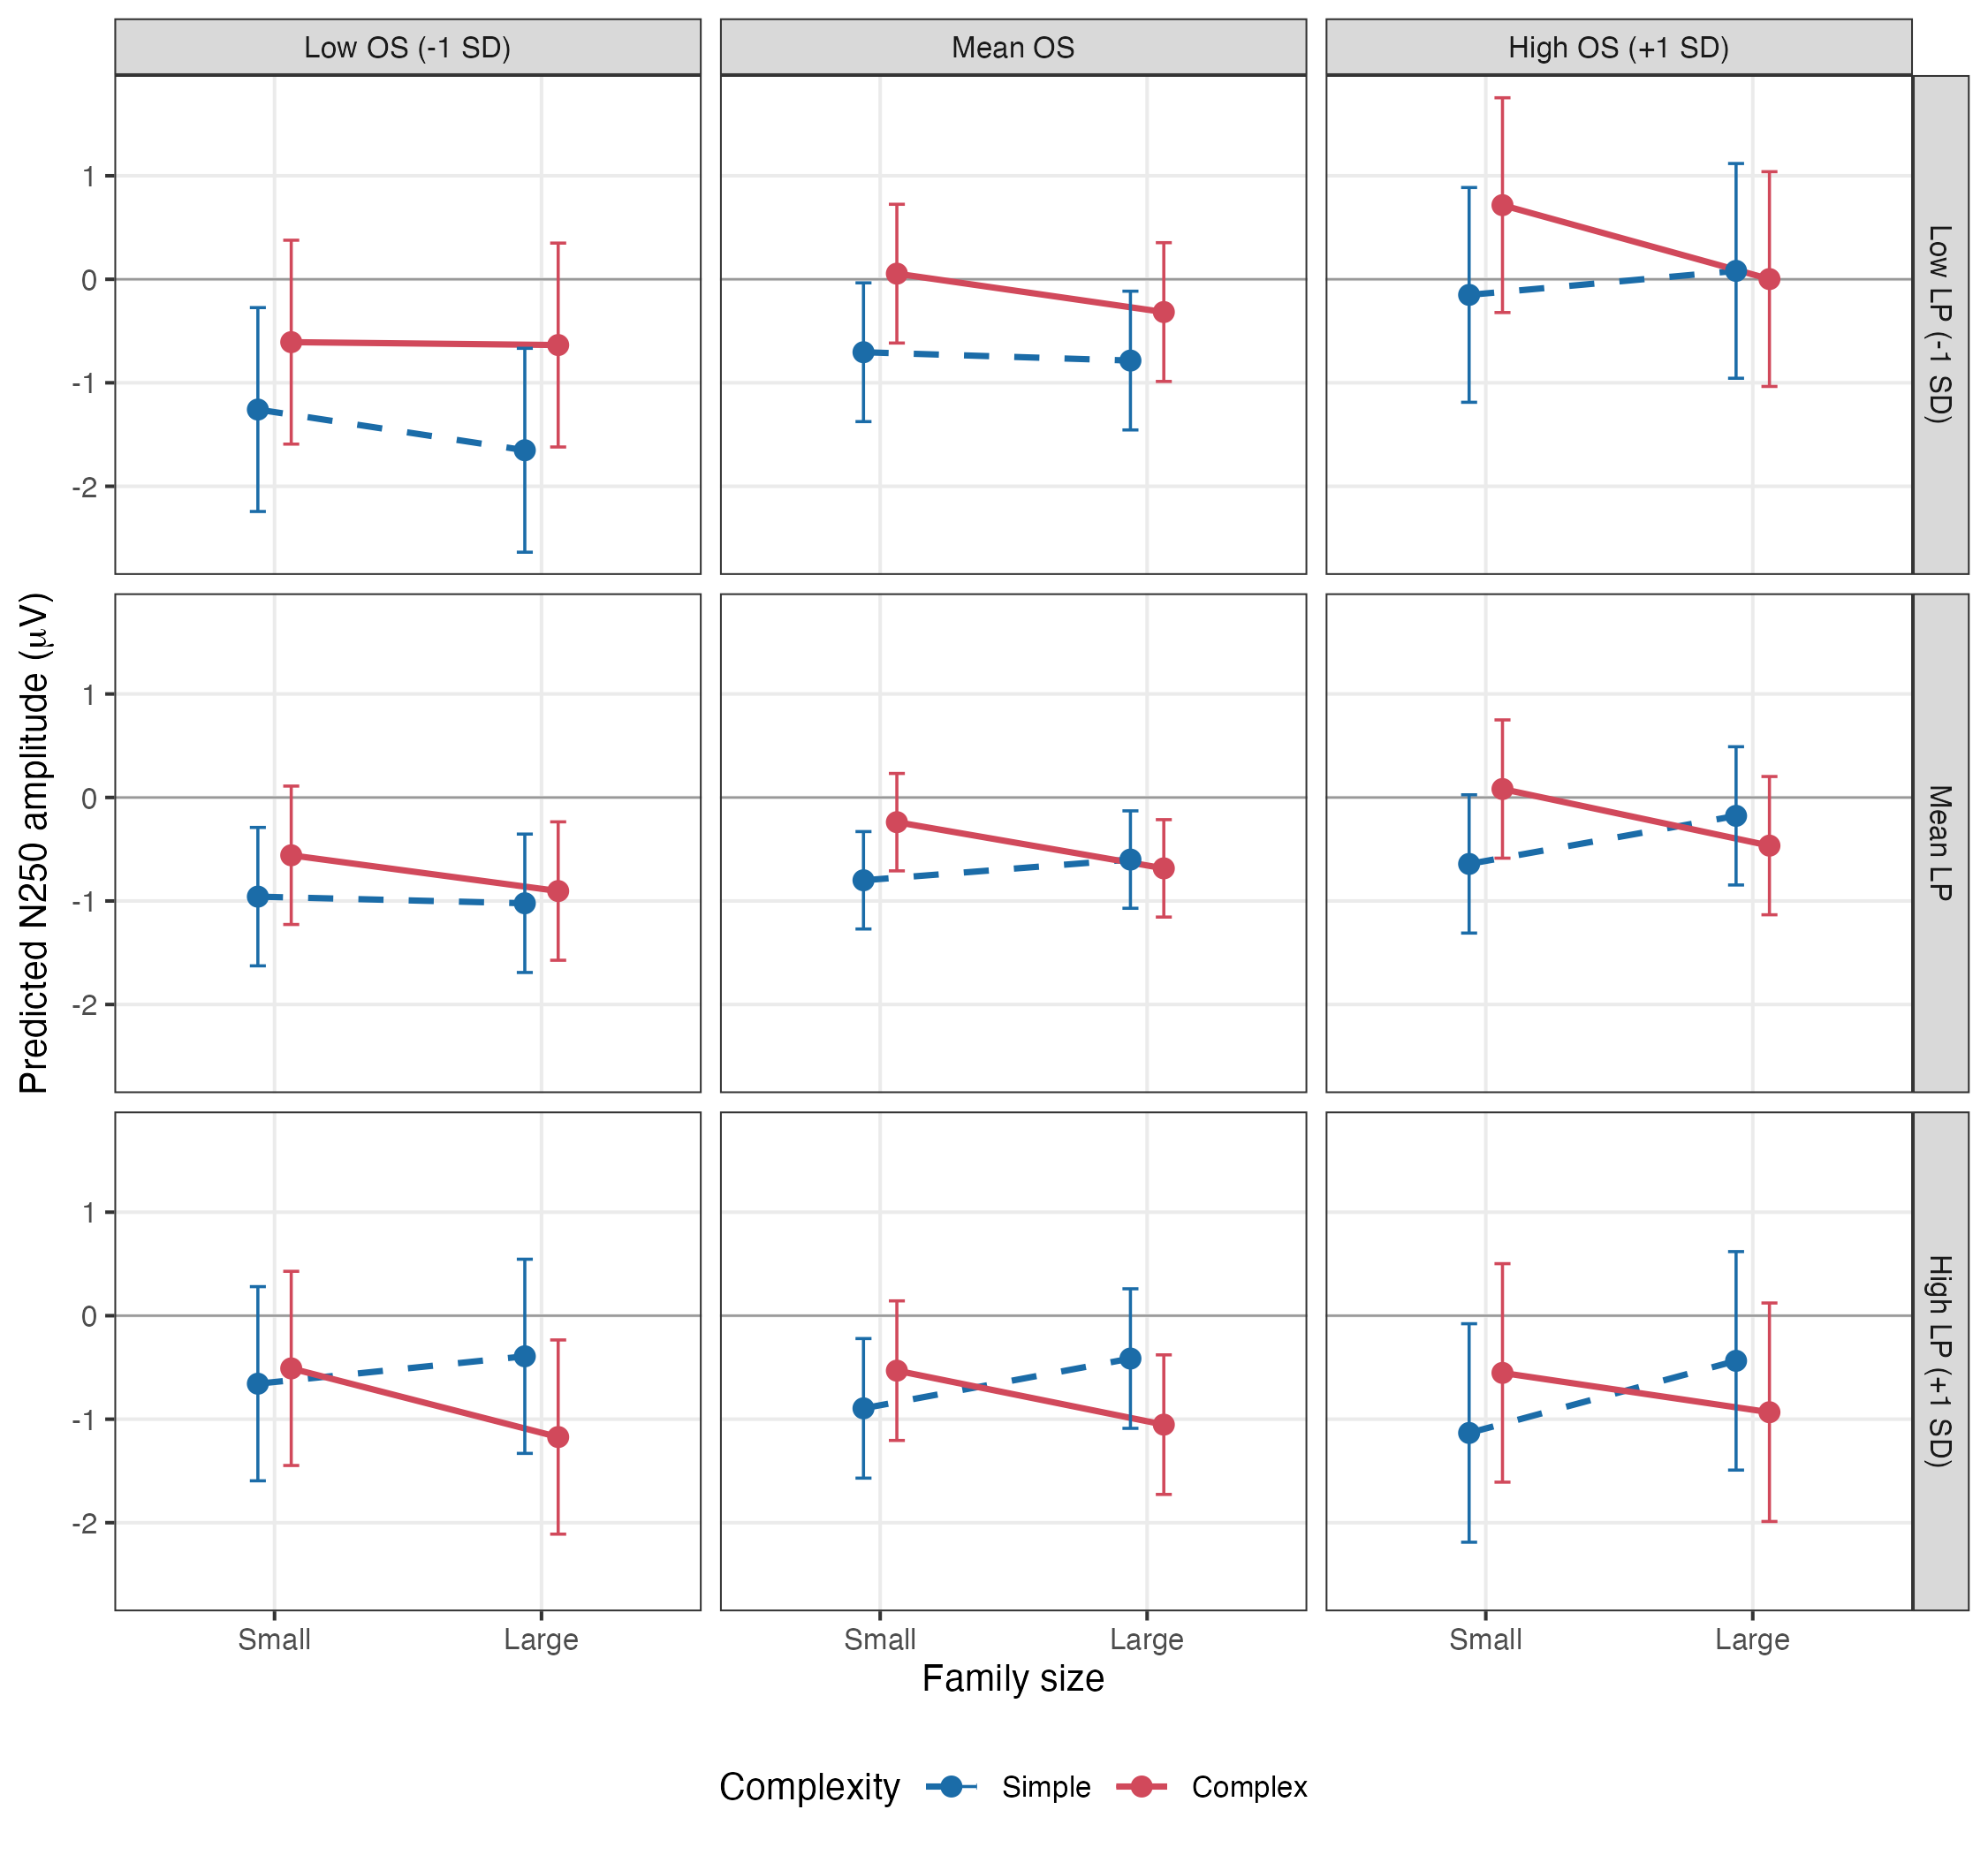 Low OS (-1 SD)
Mean OS
High OS (+1 SD)
1
0
-1
-2
Low LP (-1 SD)
Predicted N250 amplitude (μV)
1
0
-1
-2
Mean LP
1
0
-1
-2
High LP (+1 SD)
Small
Large
Small
Large
Small
Large
Family size
Complexity
Simple
Complex